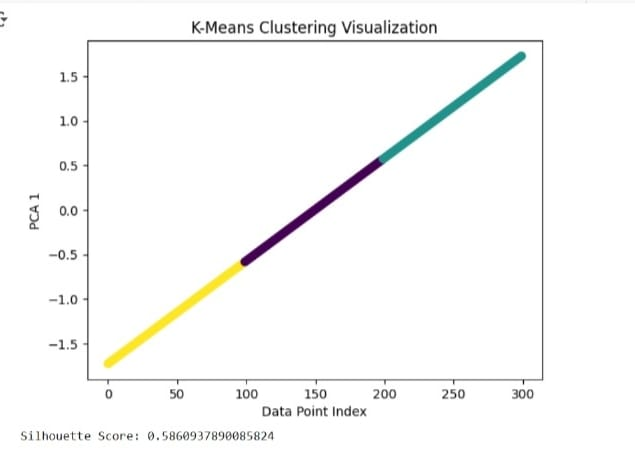 K-Means Clustering Visualization
1.5
1.0
0.5
0.0
−0.5
−1.0
−1.5
PCA 1
0 50 100 150 200 250 300
Data Point Index
Silhouette Score: 0.5860937890085824